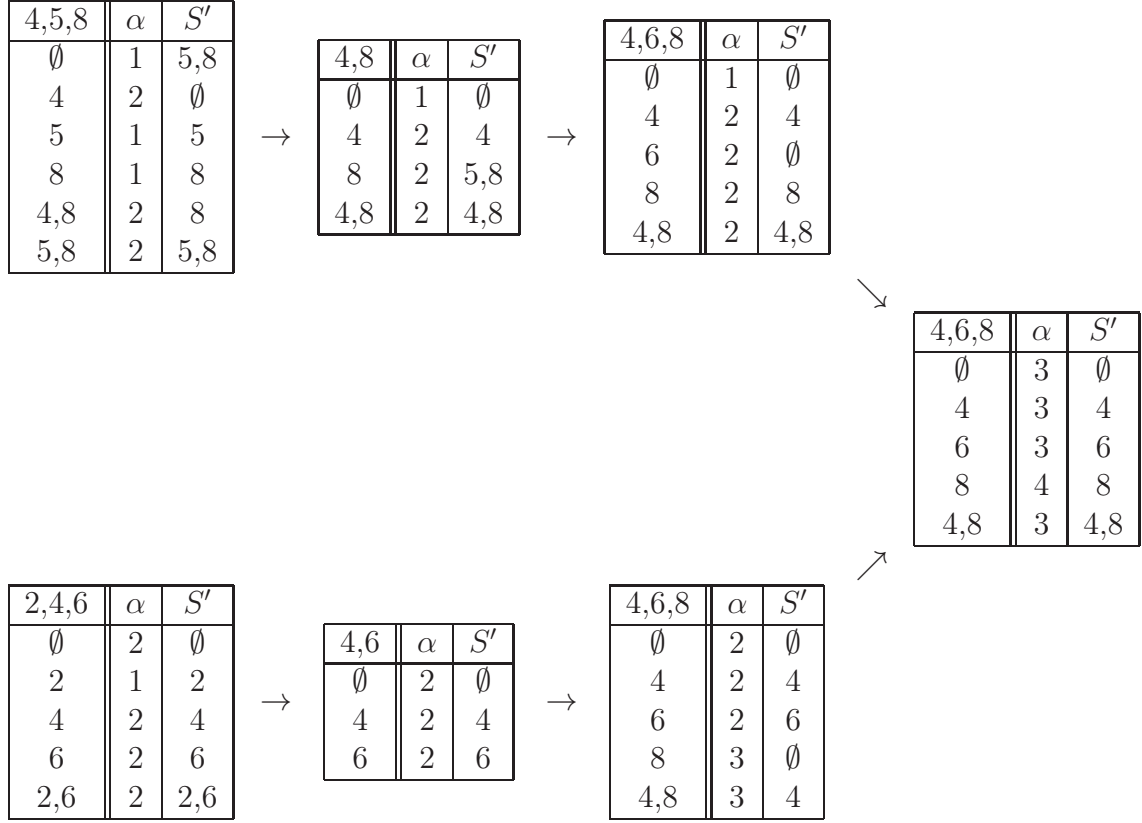 4,5,8 α S′
∅ 1 5,8
4 2 ∅
5 1 5
8 1 8
4,8 2 8
5,8 2 5,8
→
4,8 α S′
∅ 1 ∅
4 2 4
8 2 5,8
4,8 2 4,8
→
4,6,8 α S′
∅ 1 ∅
4 2 4
6 2 ∅
8 2 8
4,8 2 4,8
↘
4,6,8 α S′
∅ 3 ∅
4 3 4
6 3 6
8 4 8
4,8 3 4,8
2,4,6 α S′
∅ 2 ∅
2 1 2
4 2 4
6 2 6
2,6 2 2,6
→
4,6 α S′
∅ 2 ∅
4 2 4
6 2 6
→
4,6,8 α S′
∅ 2 ∅
4 2 4
6 2 6
8 3 ∅
4,8 3 4
↗